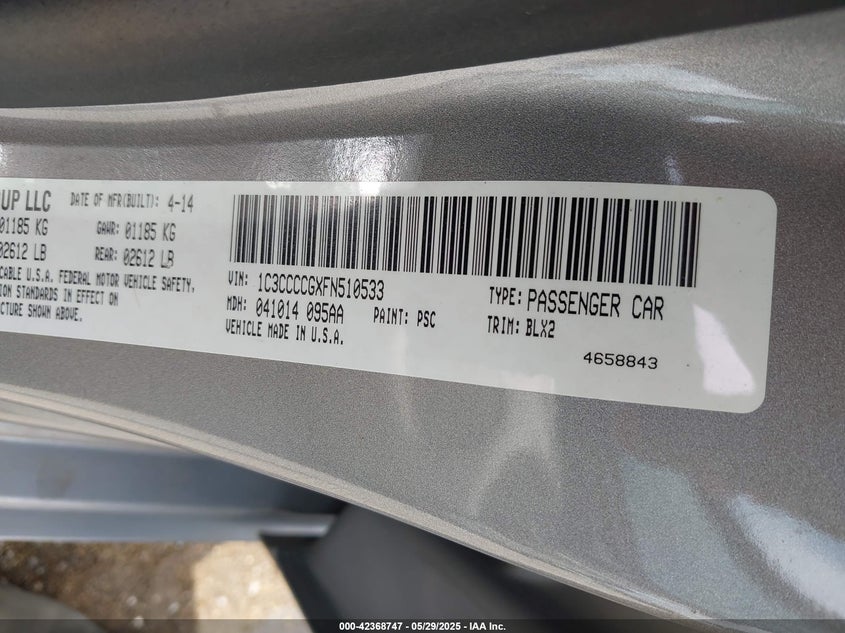 UP LLC DATE OF MFR(BUILT): 4-14
01185 KG GAWR: 01185 KG
02612 LB REAR: 02612 LB
CABLE U.S.A. FEDERAL MOTOR VEHICLE SAFETY,
ION STANDARDS IN EFFECT ON
CTURE SHOWN ABOVE.
VIN: 1C3CCCCGXFN510533 TYPE: PASSENGER CAR
MDH: 041014 095AA PAINT: PSC TRIM: BLX2
VEHICLE MADE IN U.S.A. 4658843
000-42368747 — 05/29/2025 — IAA Inc.